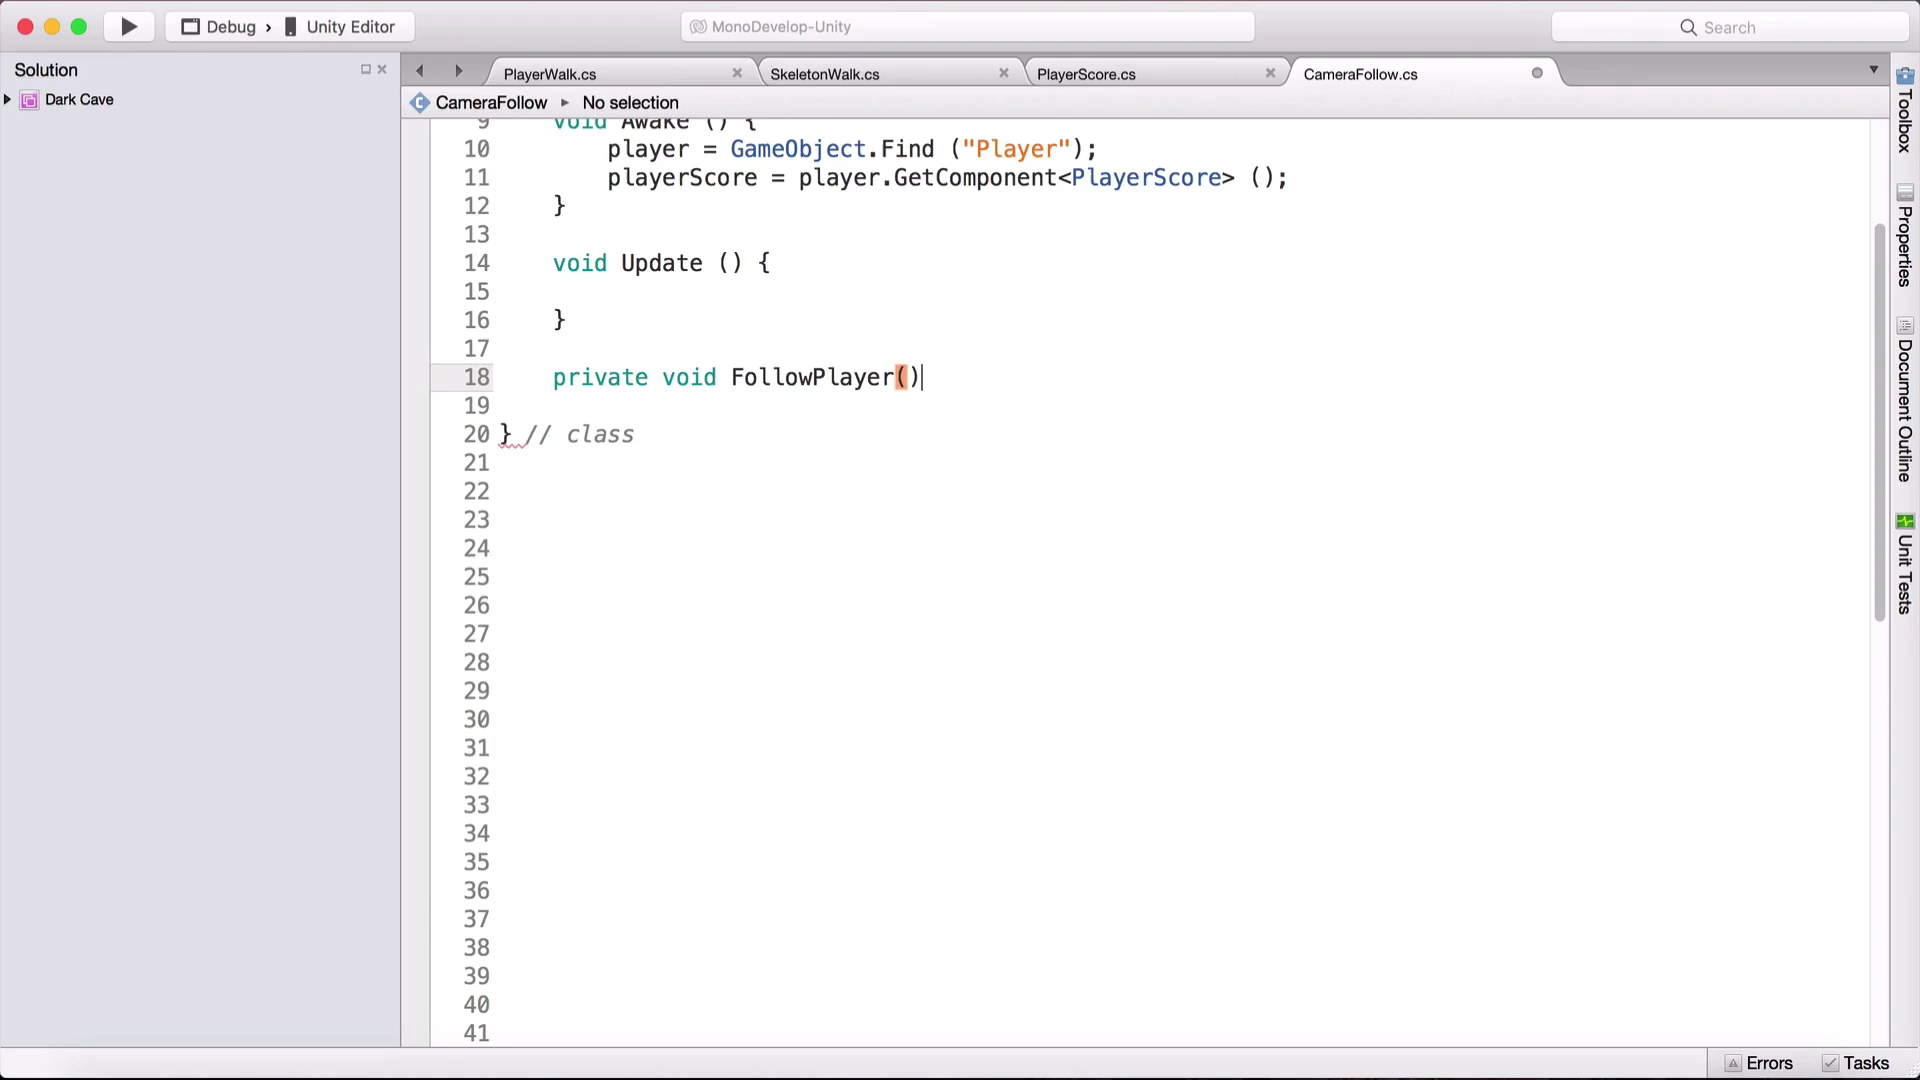 Debug › Unity Editor
MonoDevelop-Unity
Search
Solution
Dark Cave
PlayerWalk.cs
SkeletonWalk.cs
PlayerScore.cs
CameraFollow.cs
CameraFollow ▸ No selection
9 void Awake () {
10 player = GameObject.Find ("Player");
11 playerScore = player.GetComponent<PlayerScore> ();
12 }
13
14 void Update () {
15
16 }
17
18 private void FollowPlayer()
19
20 } // class
21
22
23
24
25
26
27
28
29
30
31
32
33
34
35
36
37
38
39
40
41
Toolbox
Properties
Document Outline
Unit Tests
Errors
Tasks